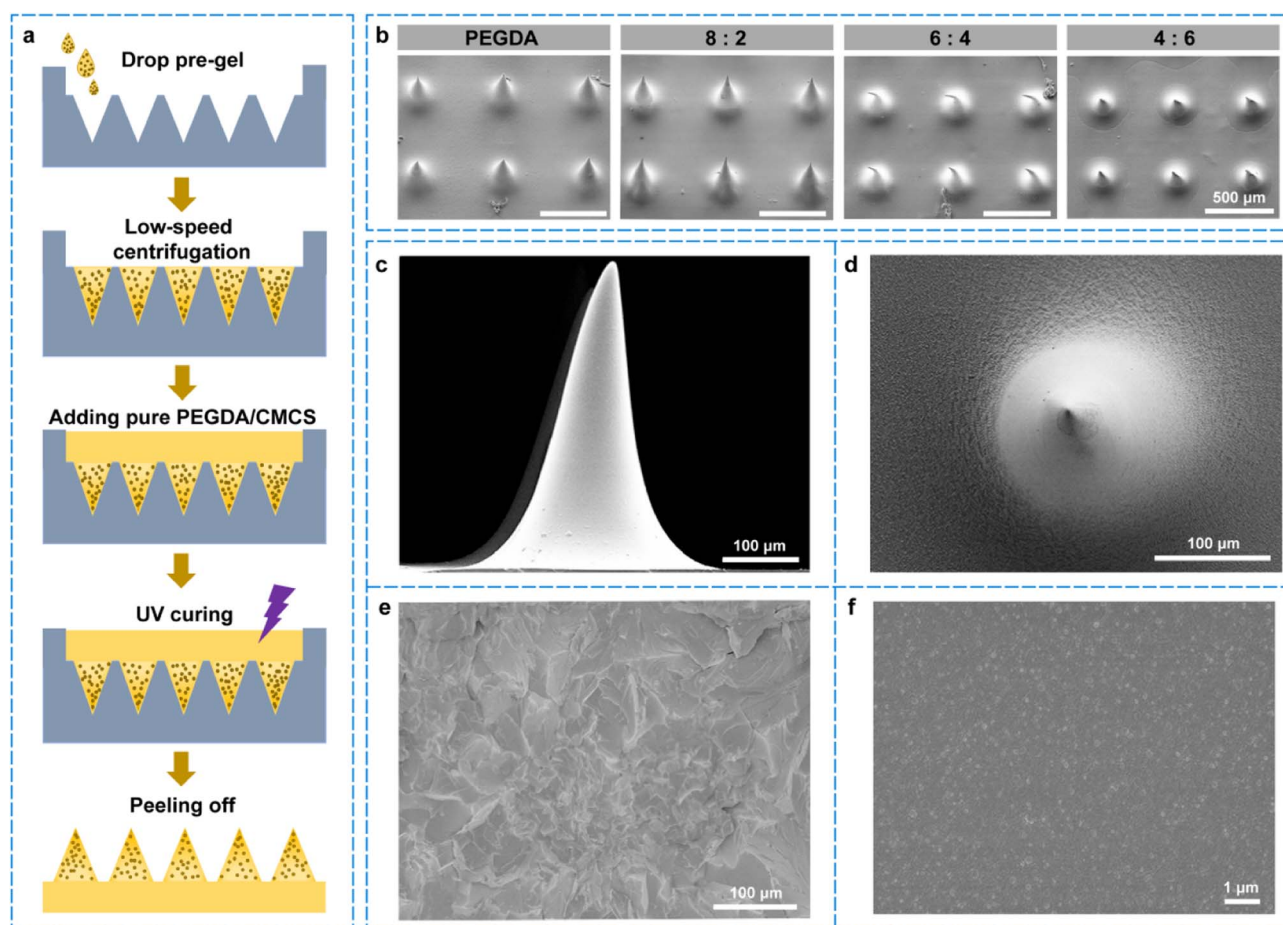 a
Drop pre-gel
Low-speed
centrifugation
Adding pure PEGDA/CMCS
UV curing
Peeling off
b
PEGDA
8 : 2
6 : 4
4 : 6
500 μm
c
100 μm
d
100 μm
e
100 μm
f
1 μm